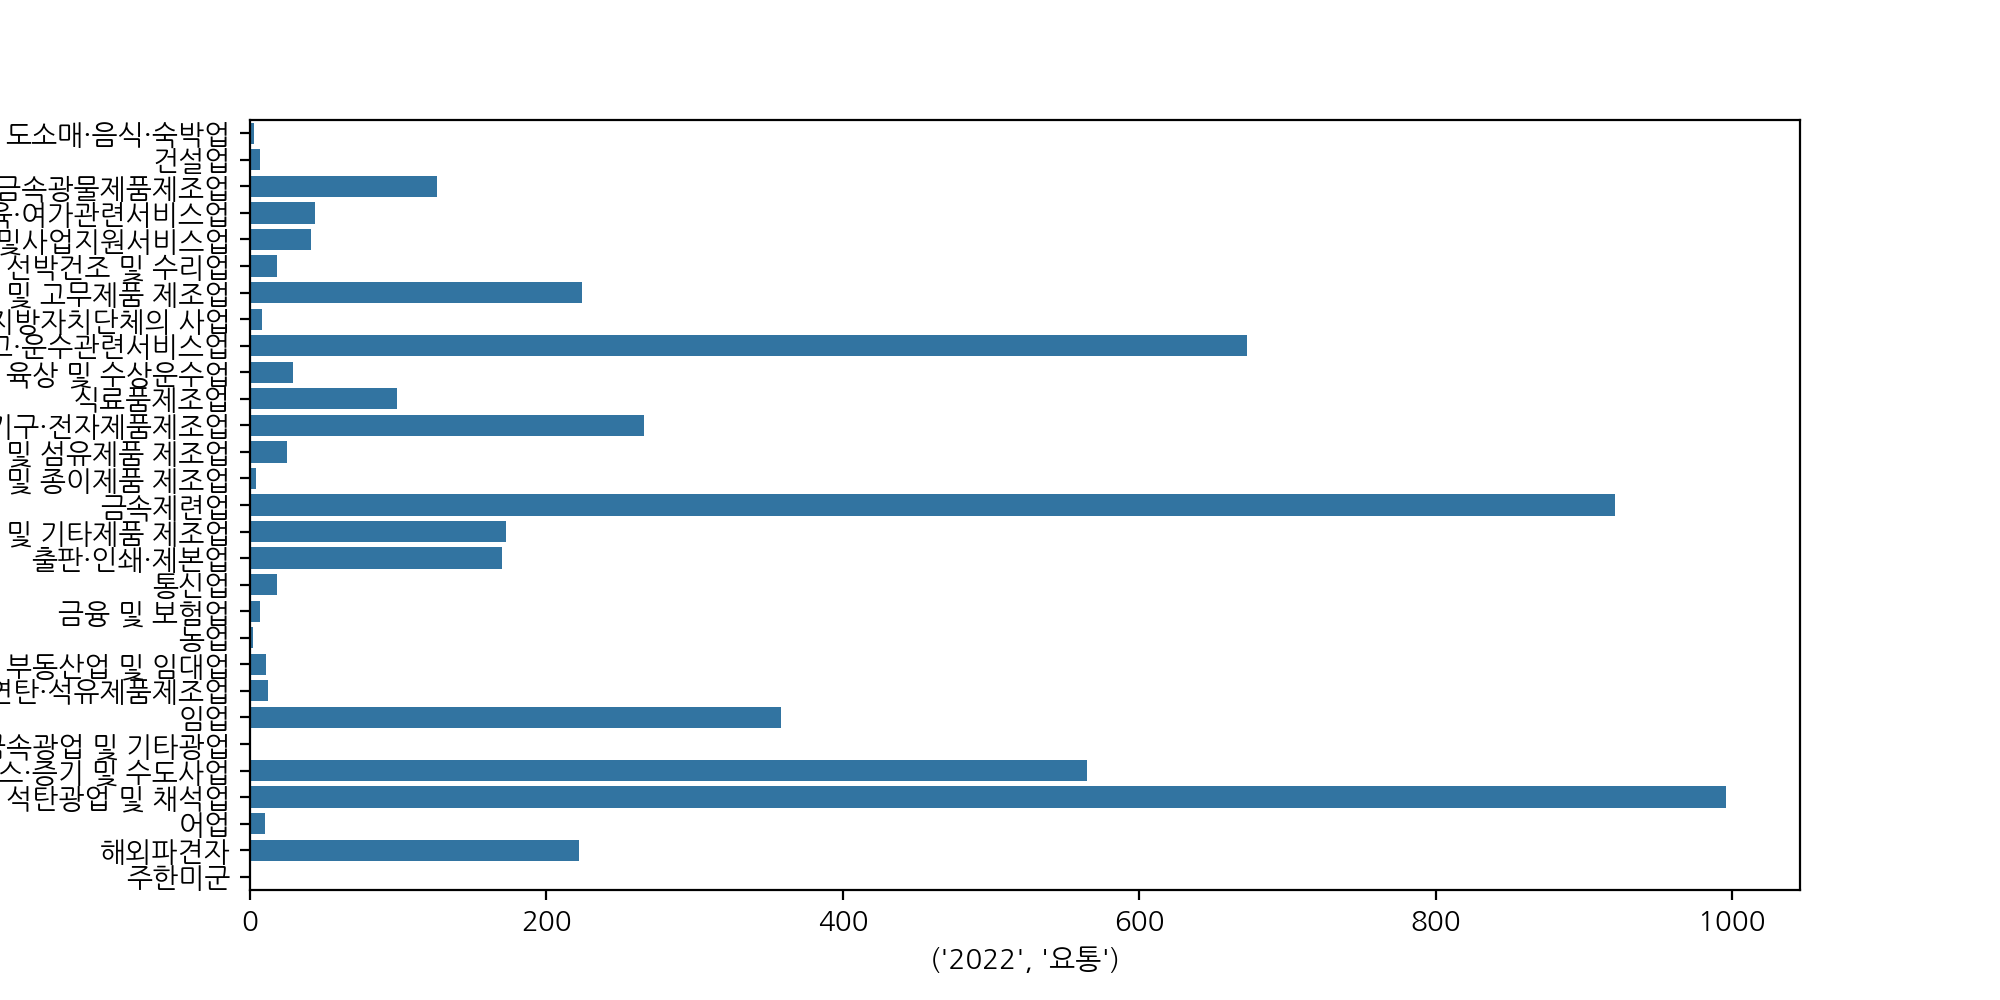 도소매·음식·숙박업
건설업
금속광물제품제조업
·여가관련서비스업
및사업지원서비스업
선박건조 및 수리업
및 고무제품 제조업
지방자치단체의 사업
·운수관련서비스업
육상 및 수상운수업
식료품제조업
기구·전자제품제조업
및 섬유제품 제조업
및 종이제품 제조업
금속제련업
및 기타제품 제조업
출판·인쇄·제본업
통신업
금융 및 보험업
농업
부동산업 및 임대업
연탄·석유제품제조업
임업
금속광업 및 기타광업
스·증기 및 수도사업
석탄광업 및 채석업
어업
해외파견자
주한미군
0 200 400 600 800 1000
('2022', '요통')